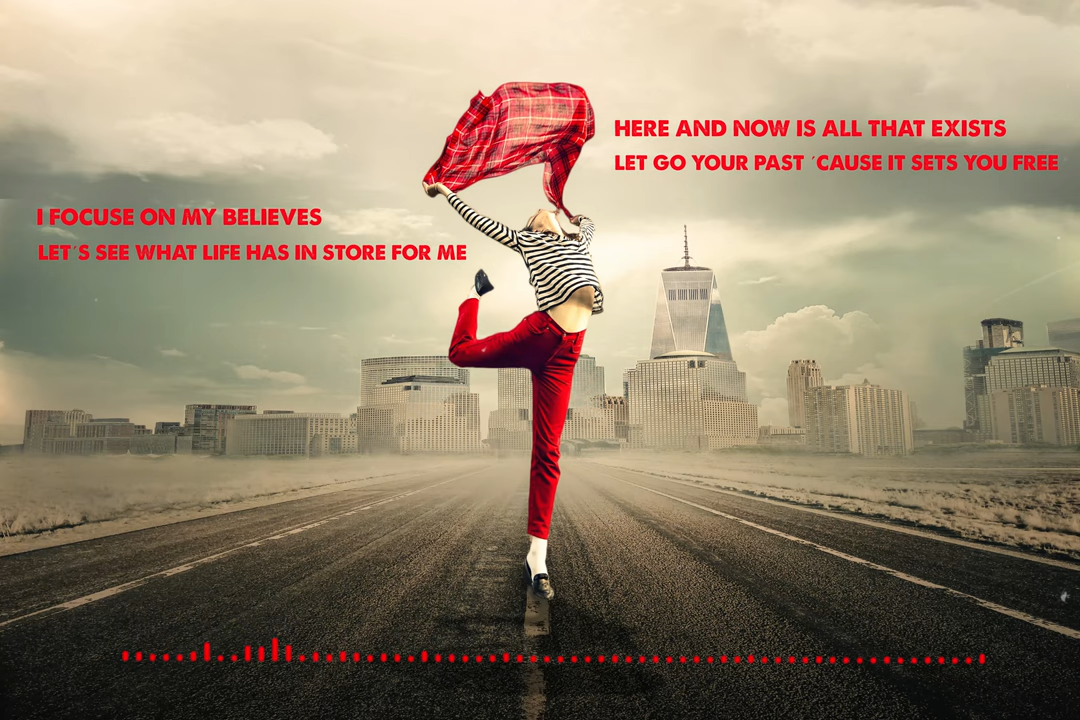 I FOCUSE ON MY BELIEVES
LET´S SEE WHAT LIFE HAS IN STORE FOR ME
HERE AND NOW IS ALL THAT EXISTS
LET GO YOUR PAST ´CAUSE IT SETS YOU FREE